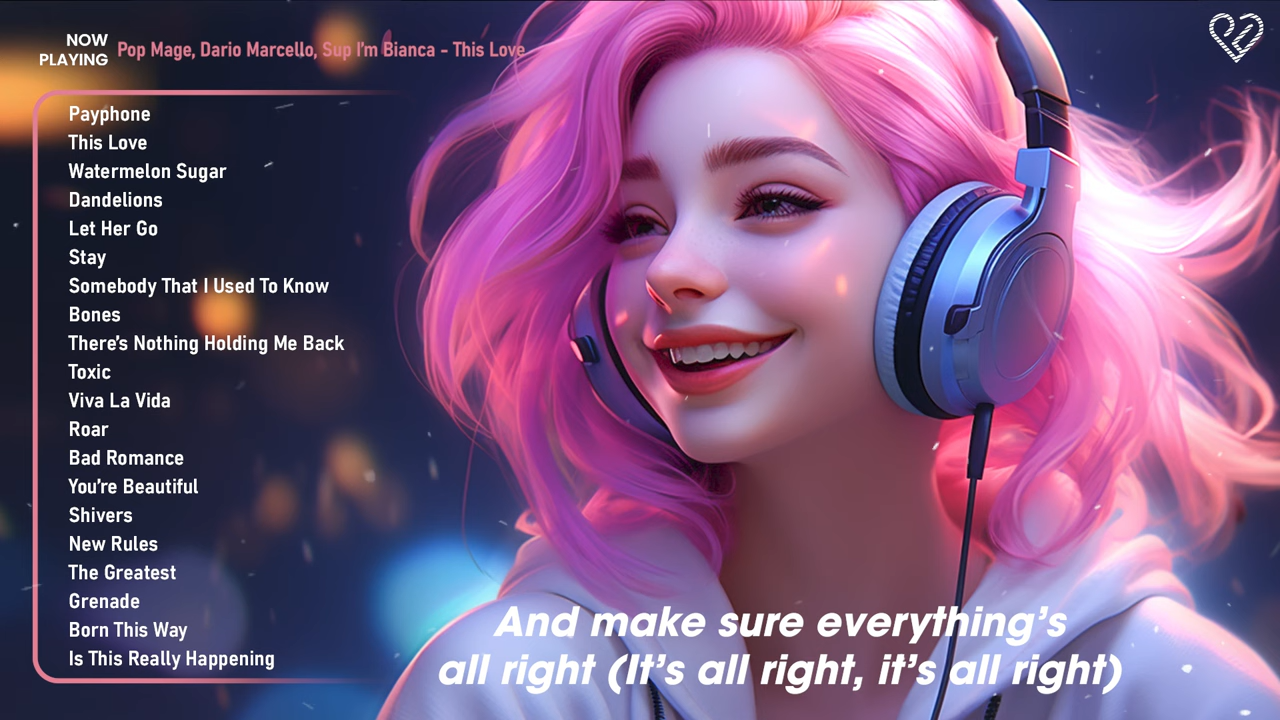 NOW
PLAYING
Pop Mage, Dario Marcello, Sup I'm Bianca - This Love
Payphone
This Love
Watermelon Sugar
Dandelions
Let Her Go
Stay
Somebody That I Used To Know
Bones
There's Nothing Holding Me Back
Toxic
Viva La Vida
Roar
Bad Romance
You're Beautiful
Shivers
New Rules
The Greatest
Grenade
Born This Way
Is This Really Happening
And make sure everything's
all right (It's all right, it's all right)